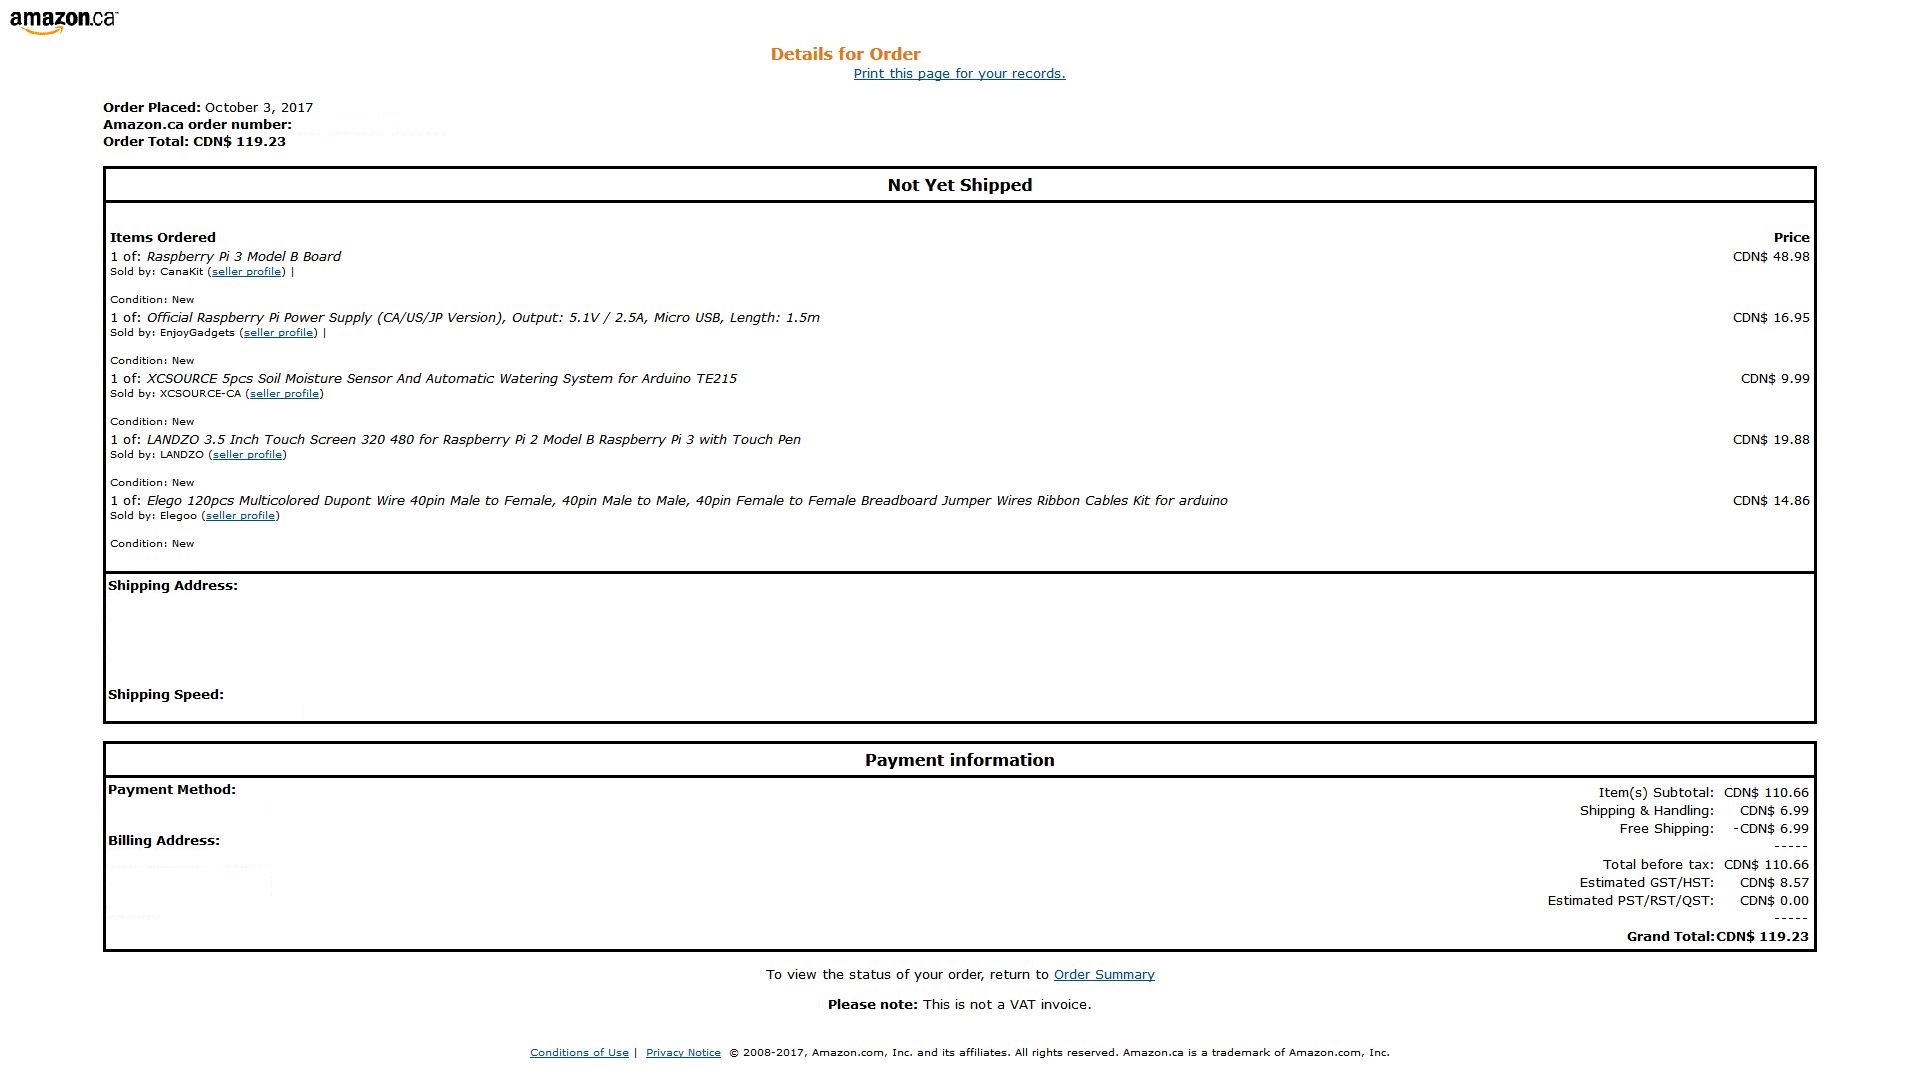 amazon.ca
Details for Order
Print this page for your records.
Order Placed: October 3, 2017
Amazon.ca order number:
Order Total: CDN$ 119.23
Not Yet Shipped
Items Ordered Price
1 of: Raspberry Pi 3 Model B Board CDN$ 48.98
Sold by: CanaKit (seller profile) |
Condition: New
1 of: Official Raspberry Pi Power Supply (CA/US/JP Version), Output: 5.1V / 2.5A, Micro USB, Length: 1.5m CDN$ 16.95
Sold by: EnjoyGadgets (seller profile) |
Condition: New
1 of: XCSOURCE 5pcs Soil Moisture Sensor And Automatic Watering System for Arduino TE215 CDN$ 9.99
Sold by: XCSOURCE-CA (seller profile)
Condition: New
1 of: LANDZO 3.5 Inch Touch Screen 320 480 for Raspberry Pi 2 Model B Raspberry Pi 3 with Touch Pen CDN$ 19.88
Sold by: LANDZO (seller profile)
Condition: New
1 of: Elego 120pcs Multicolored Dupont Wire 40pin Male to Female, 40pin Male to Male, 40pin Female to Female Breadboard Jumper Wires Ribbon Cables Kit for arduino CDN$ 14.86
Sold by: Elegoo (seller profile)
Condition: New
Shipping Address:
Shipping Speed:
Payment information
Payment Method:
Item(s) Subtotal: CDN$ 110.66
Shipping & Handling: CDN$ 6.99
Free Shipping: -CDN$ 6.99
Billing Address:
-----
Total before tax: CDN$ 110.66
Estimated GST/HST: CDN$ 8.57
Estimated PST/RST/QST: CDN$ 0.00
-----
Grand Total:CDN$ 119.23
To view the status of your order, return to Order Summary
Please note: This is not a VAT invoice.
Conditions of Use | Privacy Notice © 2008-2017, Amazon.com, Inc. and its affiliates. All rights reserved. Amazon.ca is a trademark of Amazon.com, Inc.